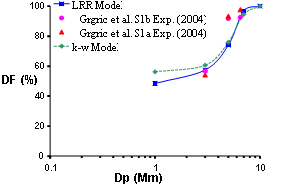 LRR Model
Grgric et al. S1b Exp. (2004)
Grgric et al. S1a Exp. (2004)
k-w Model
100
80
60
40
20
0
DF (%)
0.1
1
10
Dp (Mm)